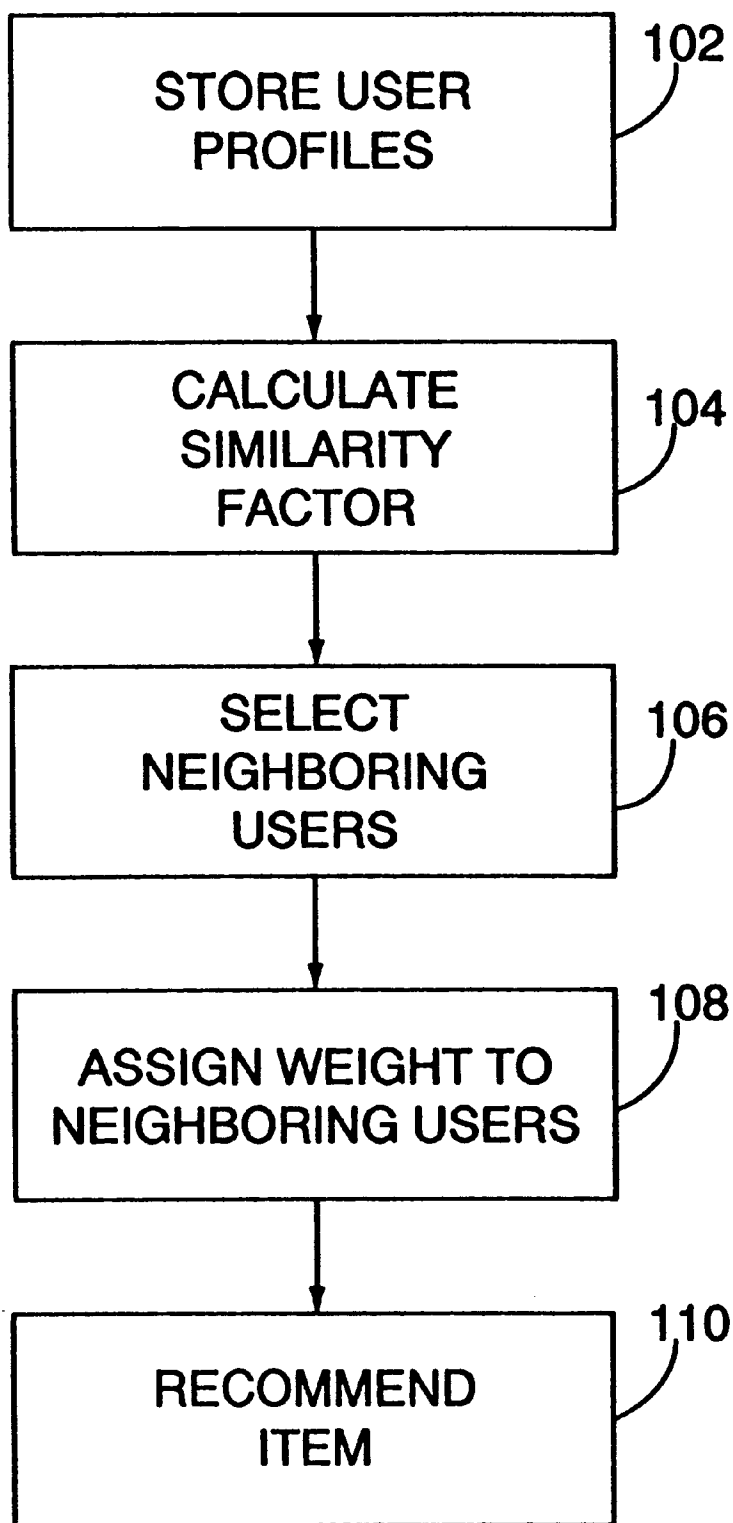 102
STORE USER
PROFILES
104
CALCULATE
SIMILARITY
FACTOR
106
SELECT
NEIGHBORING
USERS
108
ASSIGN WEIGHT TO
NEIGHBORING USERS
110
RECOMMEND
ITEM